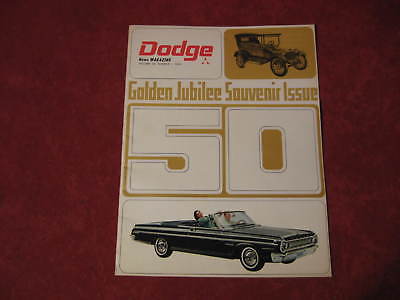 Dodge
News MAGAZINE
Golden Jubilee Souvenir Issue
50